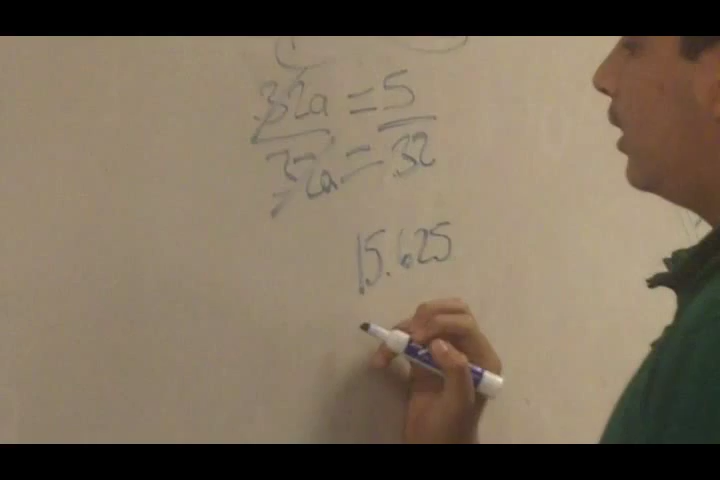 .32a = 5
.32a = .32
15.625